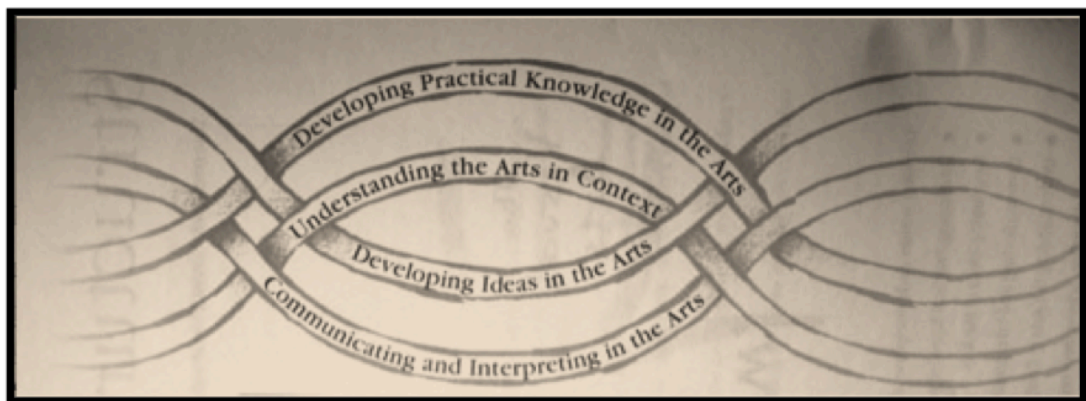 Developing Practical Knowledge in the Arts
Understanding the Arts in Context
Developing Ideas in the Arts
Communicating and Interpreting in the Arts